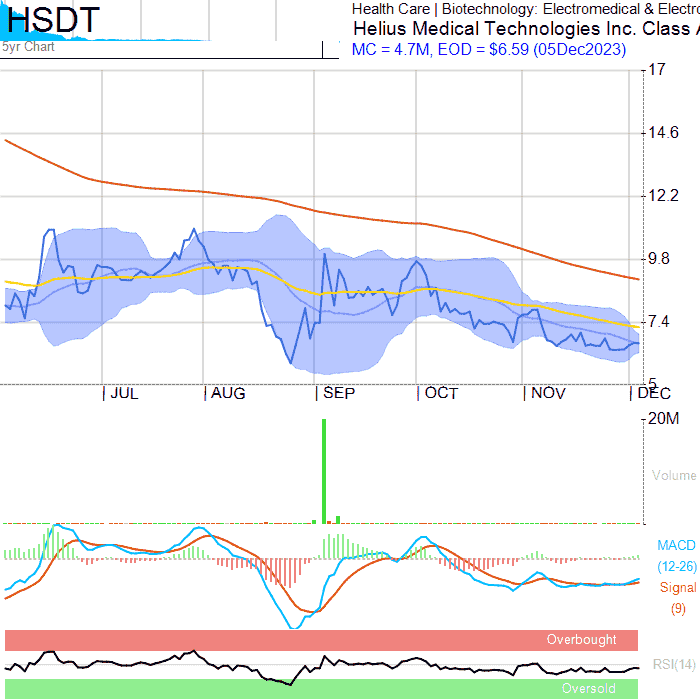 HSDT
5yr Chart
Health Care | Biotechnology: Electromedical & Electro
Helius Medical Technologies Inc. Class A
MC = 4.7M, EOD = $6.59 (05Dec2023)
17
14.6
12.2
9.8
7.4
5
JUL AUG SEP OCT NOV DEC
20M
Volume
MACD
(12-26)
Signal
(9)
Overbought
RSI(14)
Oversold